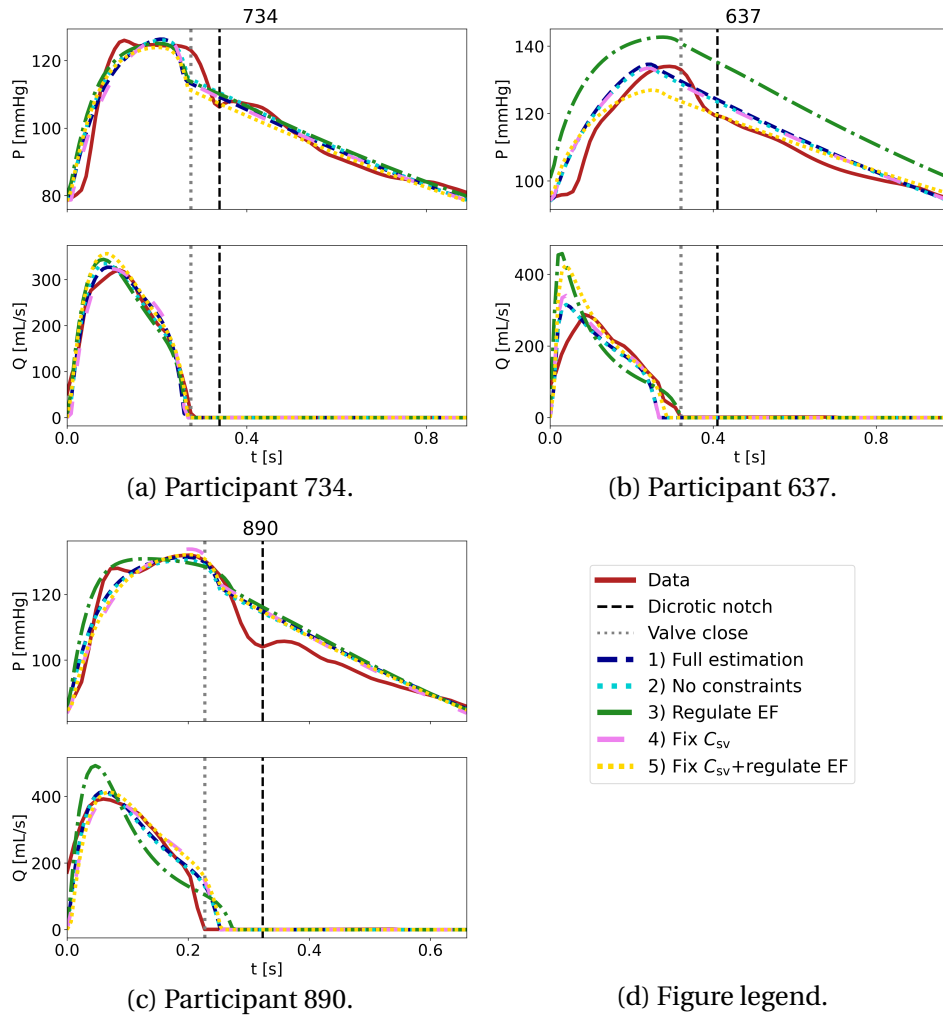 734
P [mmHg]
120
100
80
Q [mL/s]
300
200
100
0
0.0
0.4
0.8
t [s]
(a) Participant 734.
637
P [mmHg]
140
120
100
Q [mL/s]
400
200
0
0.0
0.4
0.8
t [s]
(b) Participant 637.
890
P [mmHg]
120
100
Q [mL/s]
400
200
0
0.0
0.2
0.4
0.6
t [s]
(c) Participant 890.
Data
Dicrotic notch
Valve close
1) Full estimation
2) No constraints
3) Regulate EF
4) Fix Csv
5) Fix Csv+regulate EF
(d) Figure legend.